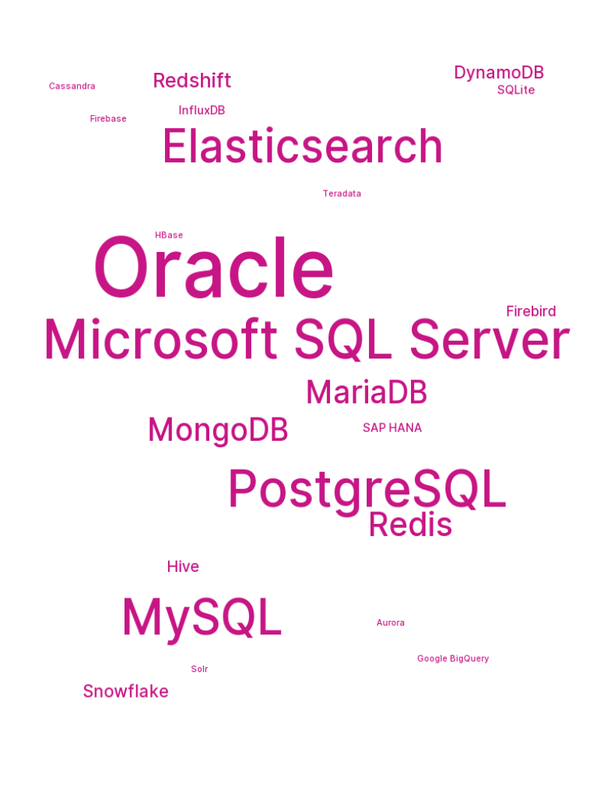 DynamoDB
Redshift
Cassandra
SQLite
InfluxDB
Firebase
Elasticsearch
Teradata
HBase
Oracle
Firebird
Microsoft SQL Server
MariaDB
MongoDB
SAP HANA
PostgreSQL
Redis
Hive
MySQL
Aurora
Google BigQuery
Solr
Snowflake